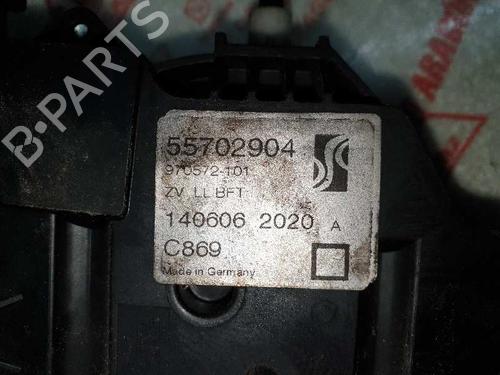 55702904
970572-101
ZV LL BFT
140606 2020 A
C869
Made in Germany
B-PARTS